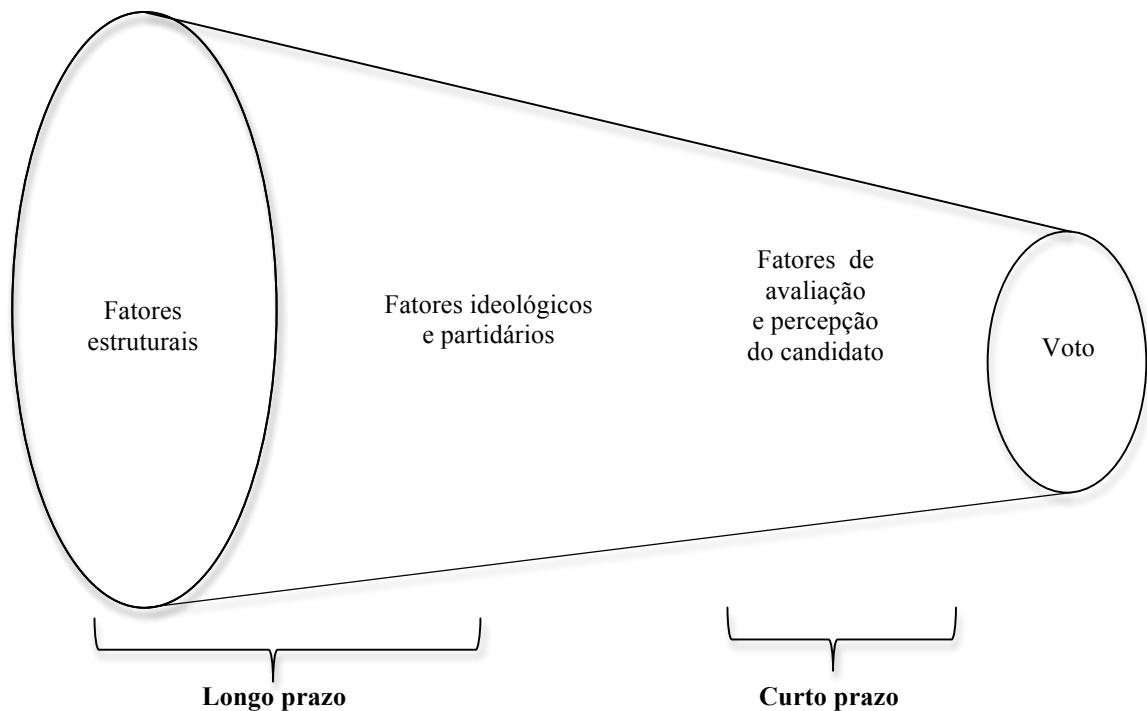 Fatores
estruturais
Fatores ideológicos
e partidários
Fatores de
avaliação
e percepção
do candidato
Voto
Longo prazo
Curto prazo